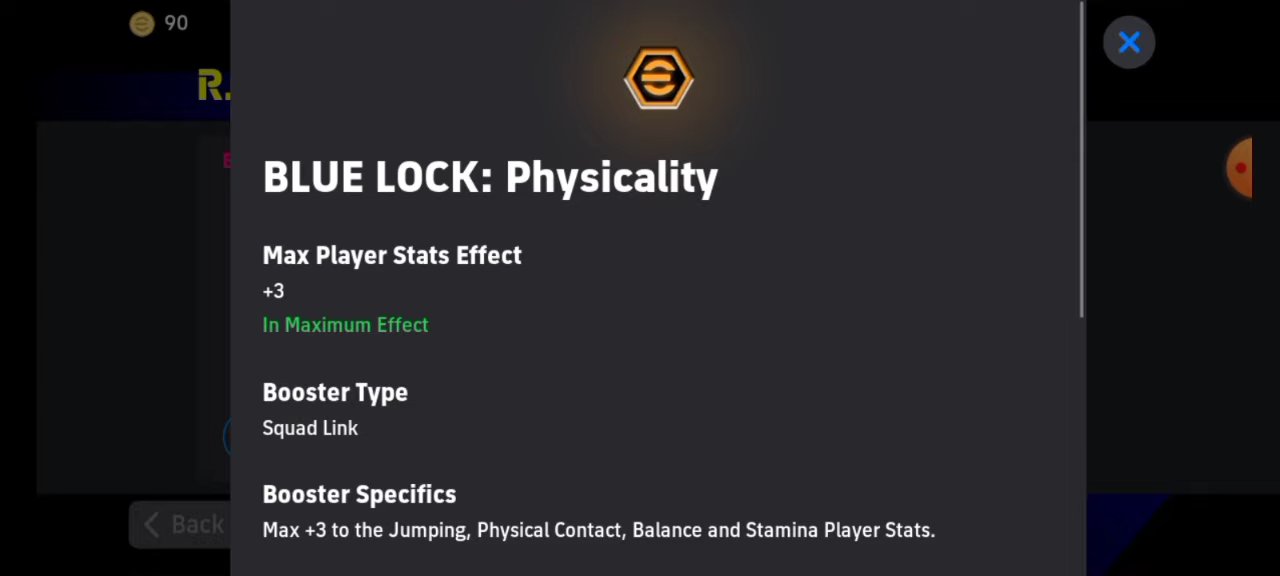 90
R.
BLUE LOCK: Physicality
Max Player Stats Effect
+3
In Maximum Effect
Booster Type
Squad Link
Booster Specifics
Max +3 to the Jumping, Physical Contact, Balance and Stamina Player Stats.
Back